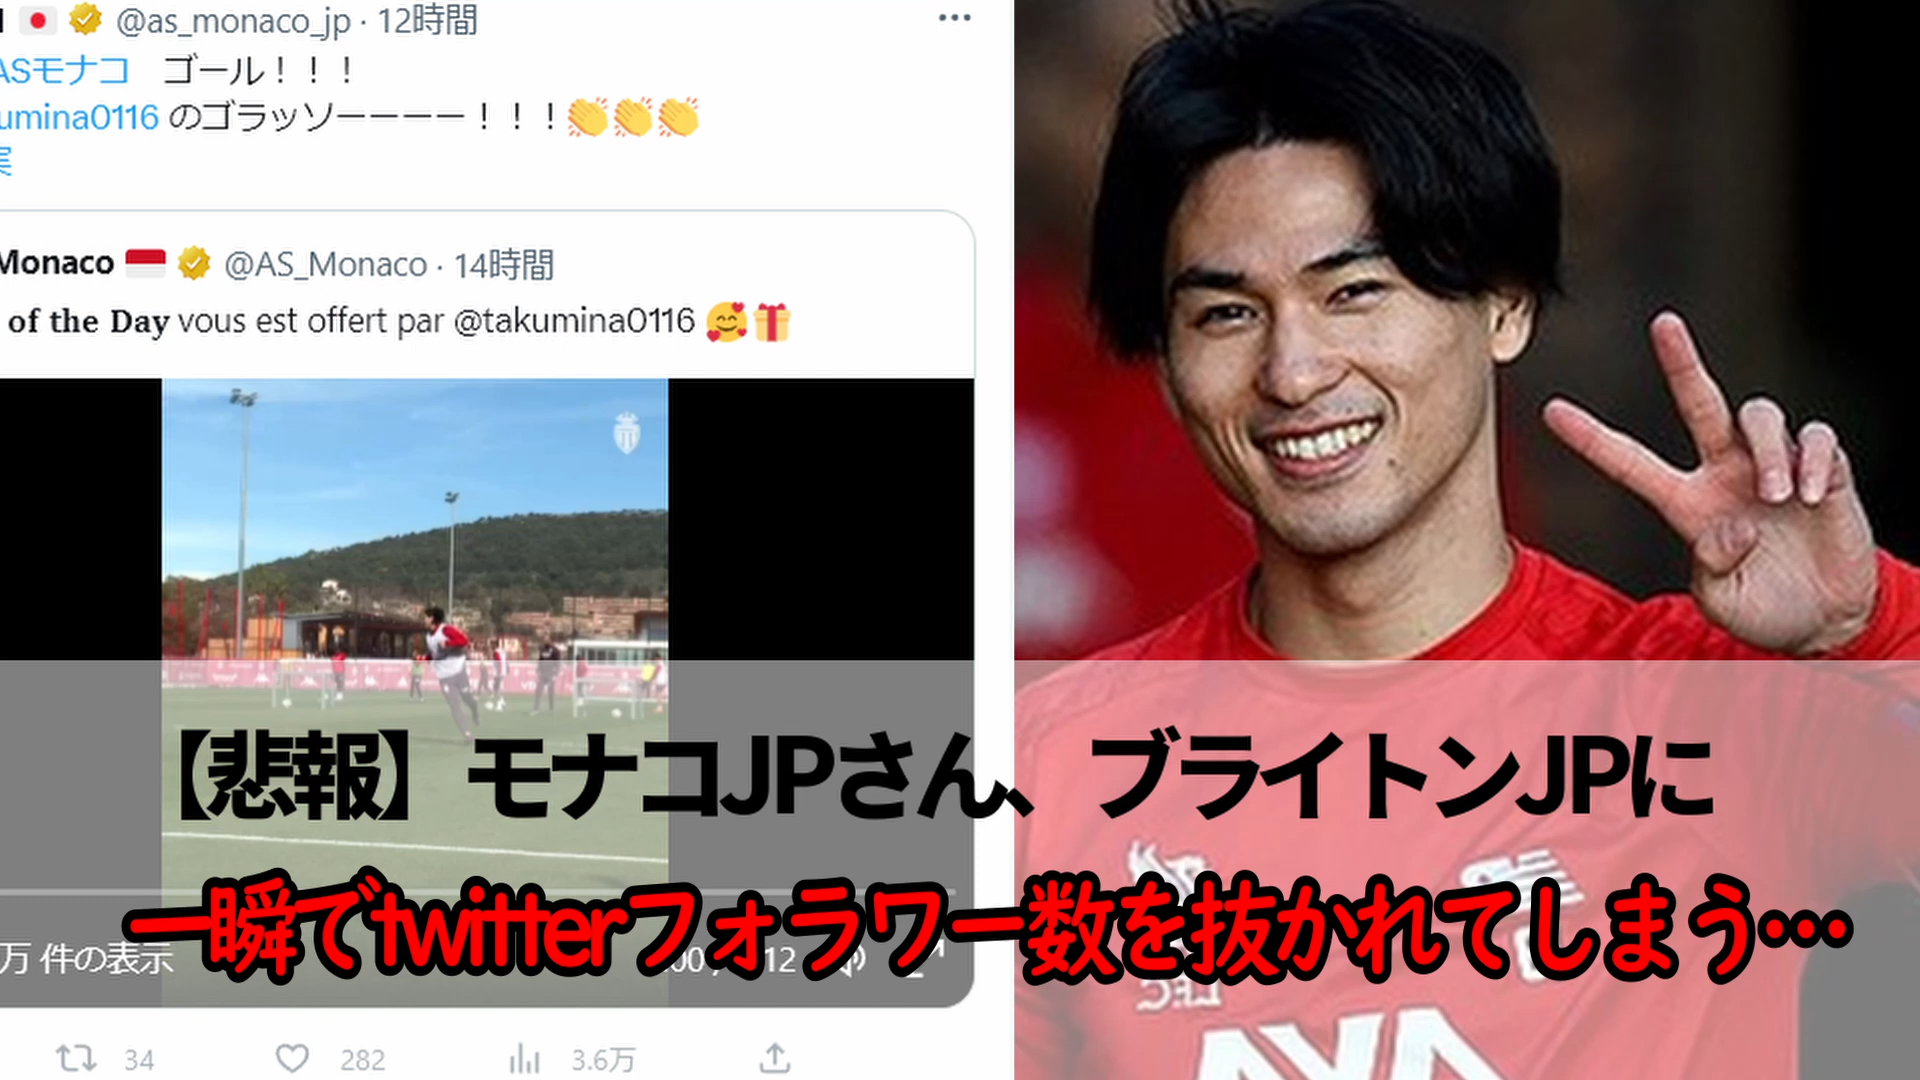 @as_monaco_jp · 12時間
ASモナコ ゴール！！！
umina0116 のゴラッソーーーー！！！👏👏👏
実
Monaco @AS_Monaco · 14時間
of the Day vous est offert par @takumina0116 🥰🎁
【悲報】モナコJPさん、ブライトンJPに
一瞬でtwitterフォラワー数を抜かれてしまう…
万 件の表示
34 282 3.6万